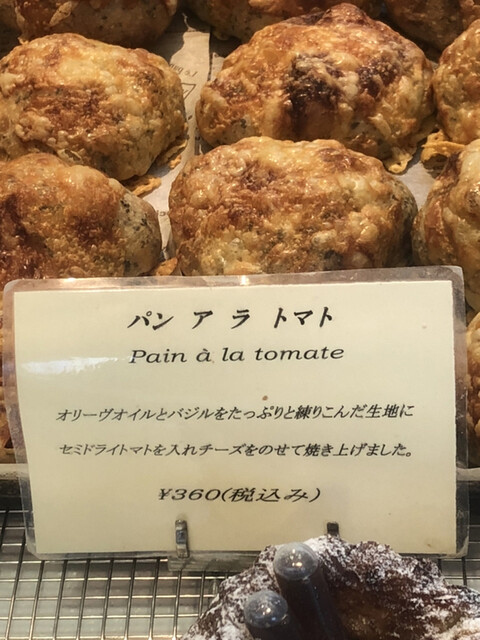 パン ア ラ トマト
Pain à la tomate
オリーヴオイルとバジルをたっぷりと練りこんだ生地に
セミドライトマトを入れチーズをのせて焼き上げました。
¥360(税込み)